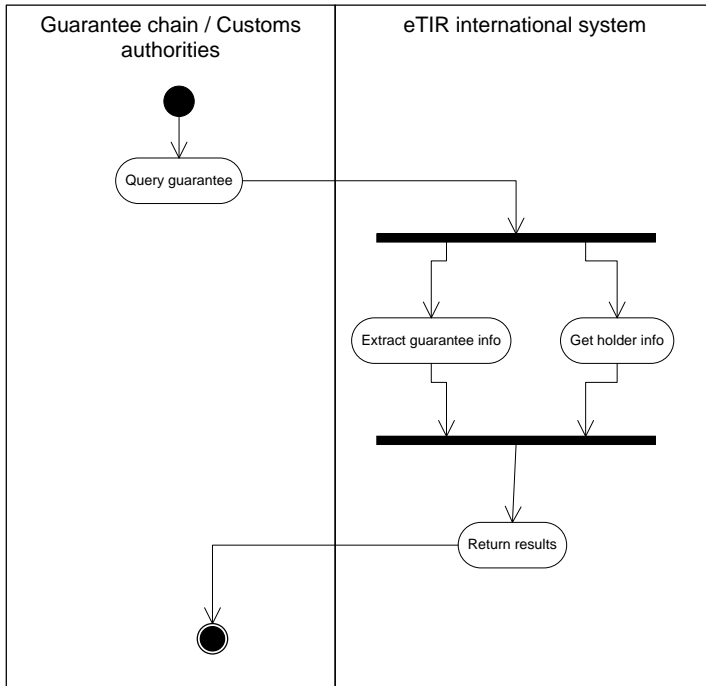 Guarantee chain / Customs
authorities
eTIR international system
Query guarantee
Extract guarantee info
Get holder info
Return results